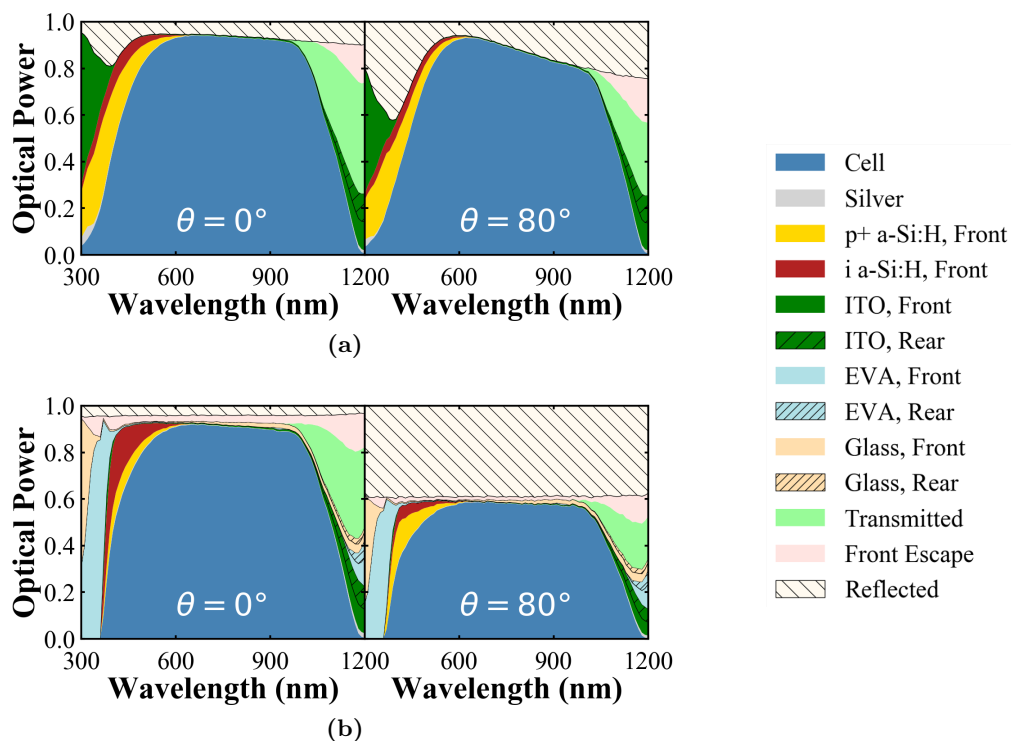 Optical Power
1.0
0.8
0.6
0.4
0.2
0.0
θ = 0°
θ = 80°
300 600 900 1200 600 900 1200
Wavelength (nm) Wavelength (nm)
(a)
Optical Power
1.0
0.8
0.6
0.4
0.2
0.0
θ = 0°
θ = 80°
300 600 900 1200 600 900 1200
Wavelength (nm) Wavelength (nm)
(b)
Cell
Silver
p+ a-Si:H, Front
i a-Si:H, Front
ITO, Front
ITO, Rear
EVA, Front
EVA, Rear
Glass, Front
Glass, Rear
Transmitted
Front Escape
Reflected